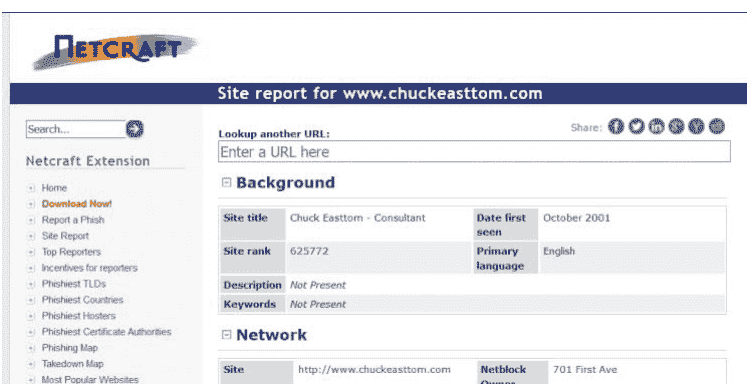 NETCRAFT
Site report for www.chuckeasttom.com
Search...
Netcraft Extension
Home
Download Now!
Report a Phish
Site Report
Top Reporters
Incentives for reporters
Phishiest TLDs
Phishiest Countries
Phishiest Hosters
Phishiest Certificate Authorities
Phishing Map
Takedown Map
Most Popular Websites
Share:
Lookup another URL:
Enter a URL here
Background
Site title Chuck Easttom - Consultant Date first seen October 2001
Site rank 625772 Primary language English
Description Not Present
Keywords Not Present
Network
Site http://www.chuckeasttom.com Netblock Owner 701 First Ave